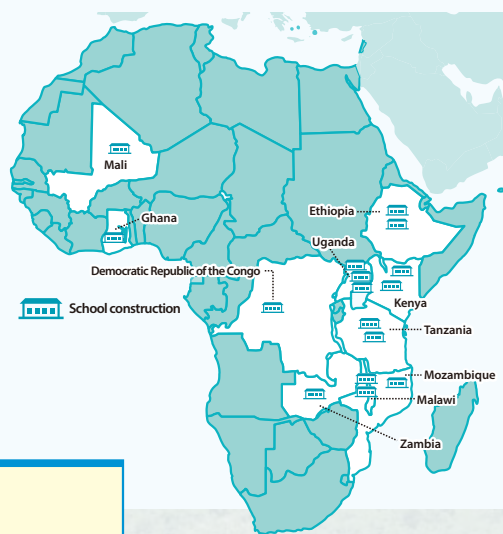 Mali
Ghana
Ethiopia
Uganda
Democratic Republic of the Congo
Kenya
School construction
Tanzania
Mozambique
Malawi
Zambia